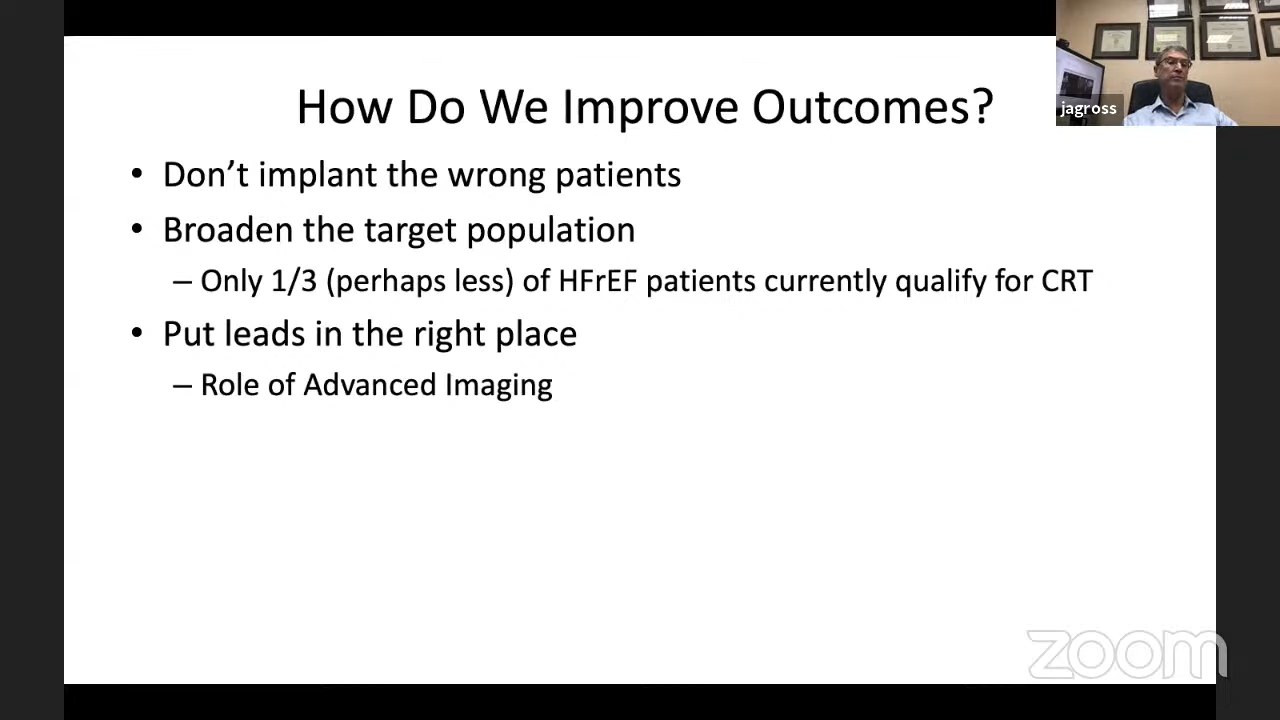 How Do We Improve Outcomes?
jagross
• Don’t implant the wrong patients
• Broaden the target population
– Only 1/3 (perhaps less) of HFrEF patients currently qualify for CRT
• Put leads in the right place
– Role of Advanced Imaging
zoom